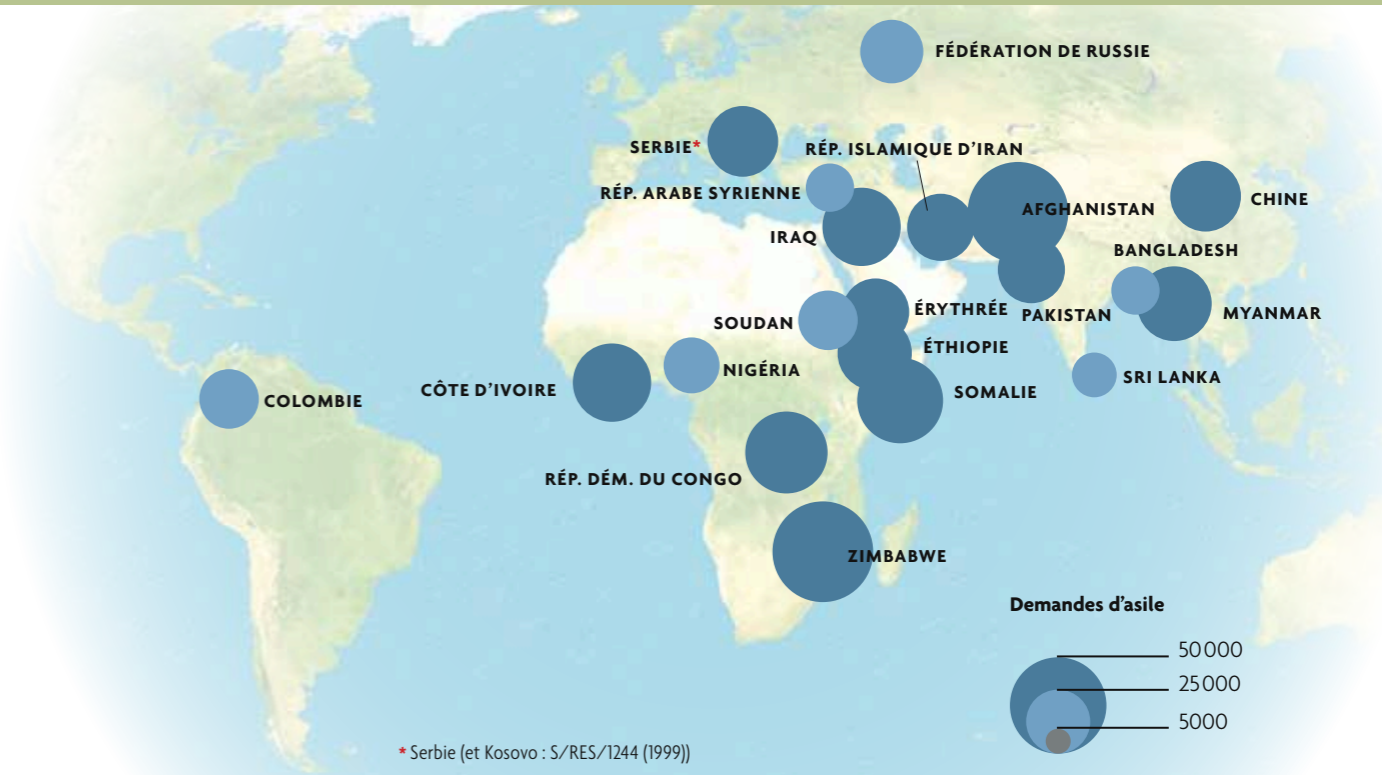 FÉDÉRATION DE RUSSIE
SERBIE*
RÉP. ISLAMIQUE D'IRAN
RÉP. ARABE SYRIENNE
AFGHANISTAN
CHINE
IRAQ
BANGLADESH
ÉRYTHRÉE
PAKISTAN
MYANMAR
SOUDAN
ÉTHIOPIE
NIGÉRIA
SRI LANKA
CÔTE D'IVOIRE
SOMALIE
COLOMBIE
RÉP. DÉM. DU CONGO
ZIMBABWE
Demandes d'asile
50 000
25 000
5000
* Serbie (et Kosovo : S/RES/1244 (1999))